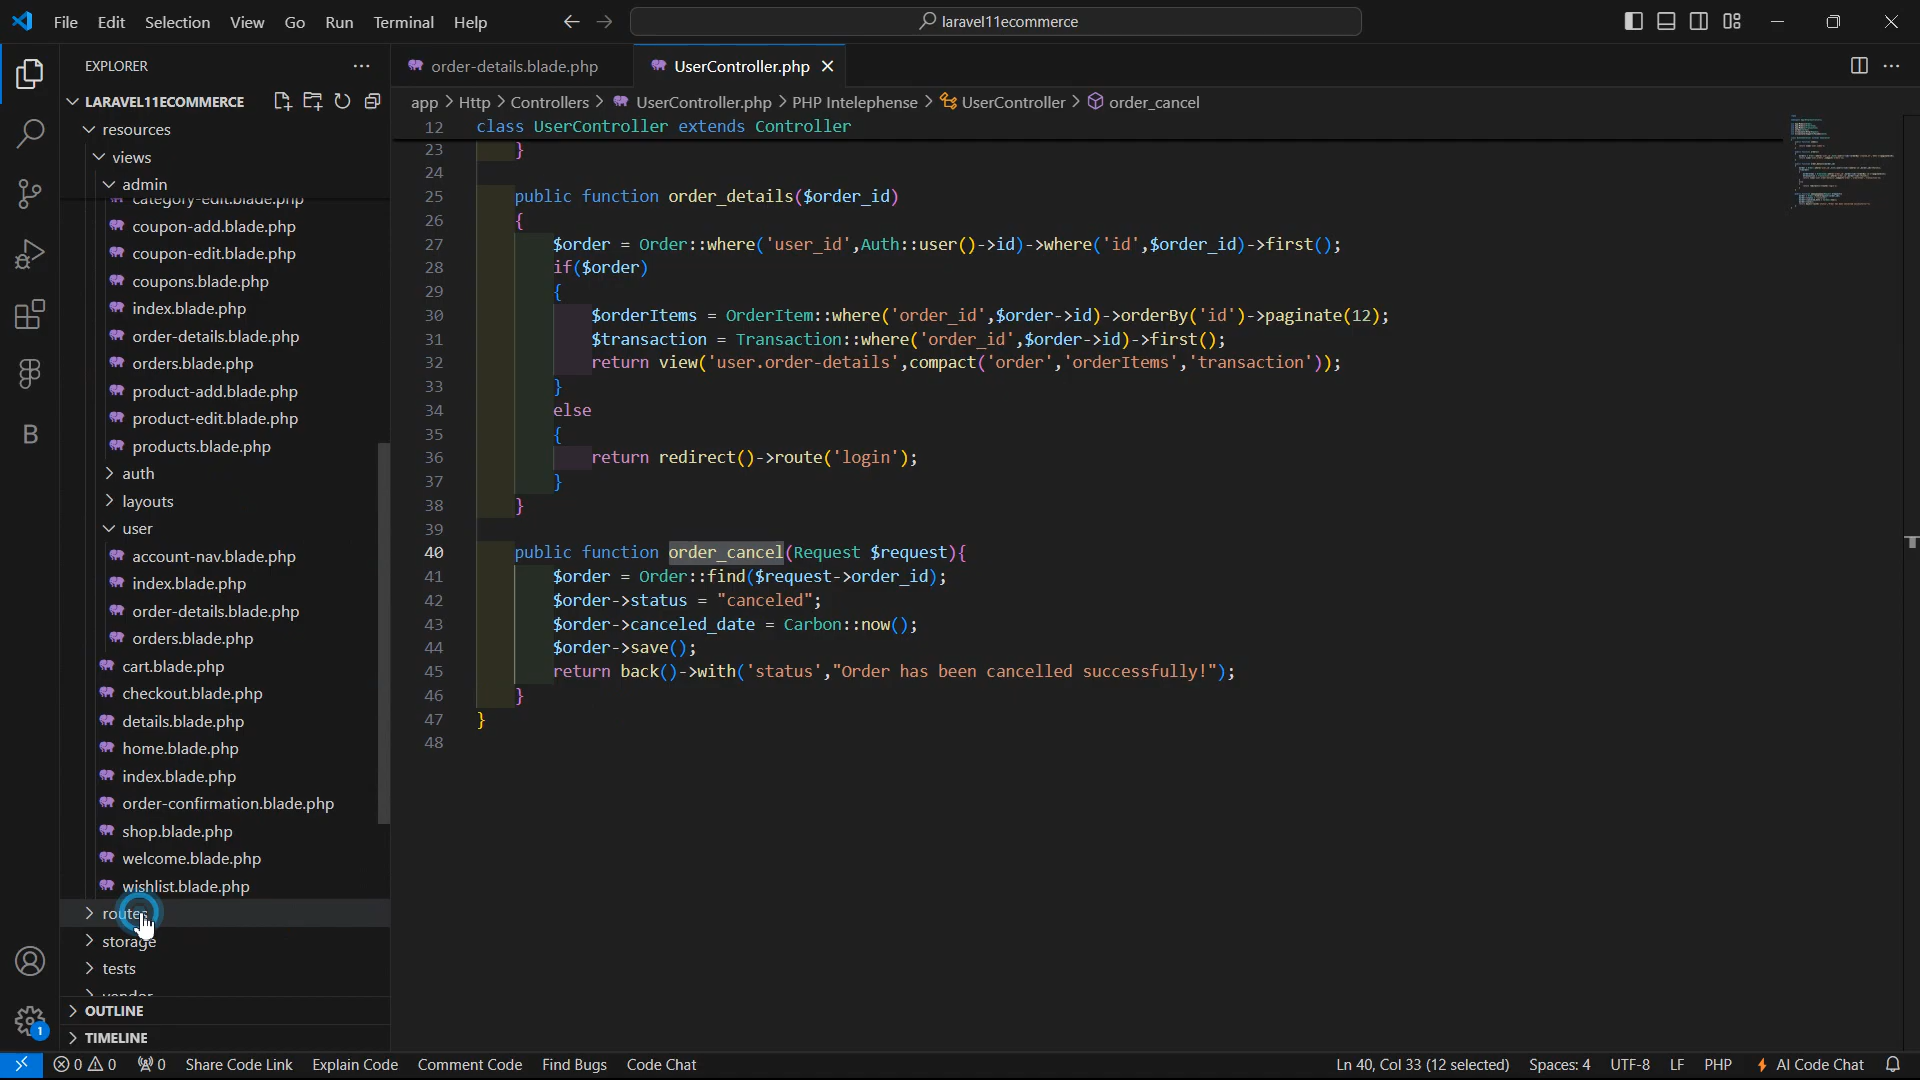 File Edit Selection View Go Run Terminal Help
laravel11ecommerce
EXPLORER
order-details.blade.php
UserController.php
LARAVEL11ECOMMERCE
app > Http > Controllers > UserController.php > PHP Intelephense > UserController > order_cancel
resources
views
admin
category-edit.blade.php
coupon-add.blade.php
coupon-edit.blade.php
coupons.blade.php
index.blade.php
order-details.blade.php
orders.blade.php
product-add.blade.php
product-edit.blade.php
products.blade.php
auth
layouts
user
account-nav.blade.php
index.blade.php
order-details.blade.php
orders.blade.php
cart.blade.php
checkout.blade.php
details.blade.php
home.blade.php
index.blade.php
order-confirmation.blade.php
shop.blade.php
welcome.blade.php
wishlist.blade.php
routes
storage
tests
vendor
OUTLINE
TIMELINE
B
1
12 class UserController extends Controller
23 }
24
25 public function order_details($order_id)
26 {
27 $order = Order::where('user_id',Auth::user()->id)->where('id',$order_id)->first();
28 if($order)
29 {
30 $orderItems = OrderItem::where('order_id',$order->id)->orderBy('id')->paginate(12);
31 $transaction = Transaction::where('order_id',$order->id)->first();
32 return view('user.order-details',compact('order','orderItems','transaction'));
33 }
34 else
35 {
36 return redirect()->route('login');
37 }
38 }
39
40 public function order_cancel(Request $request){
41 $order = Order::find($request->order_id);
42 $order->status = "canceled";
43 $order->canceled_date = Carbon::now();
44 $order->save();
45 return back()->with('status',"Order has been cancelled successfully!");
46 }
47 }
48
0 0 0 Share Code Link Explain Code Comment Code Find Bugs Code Chat Ln 40, Col 33 (12 selected) Spaces: 4 UTF-8 LF PHP AI Code Chat